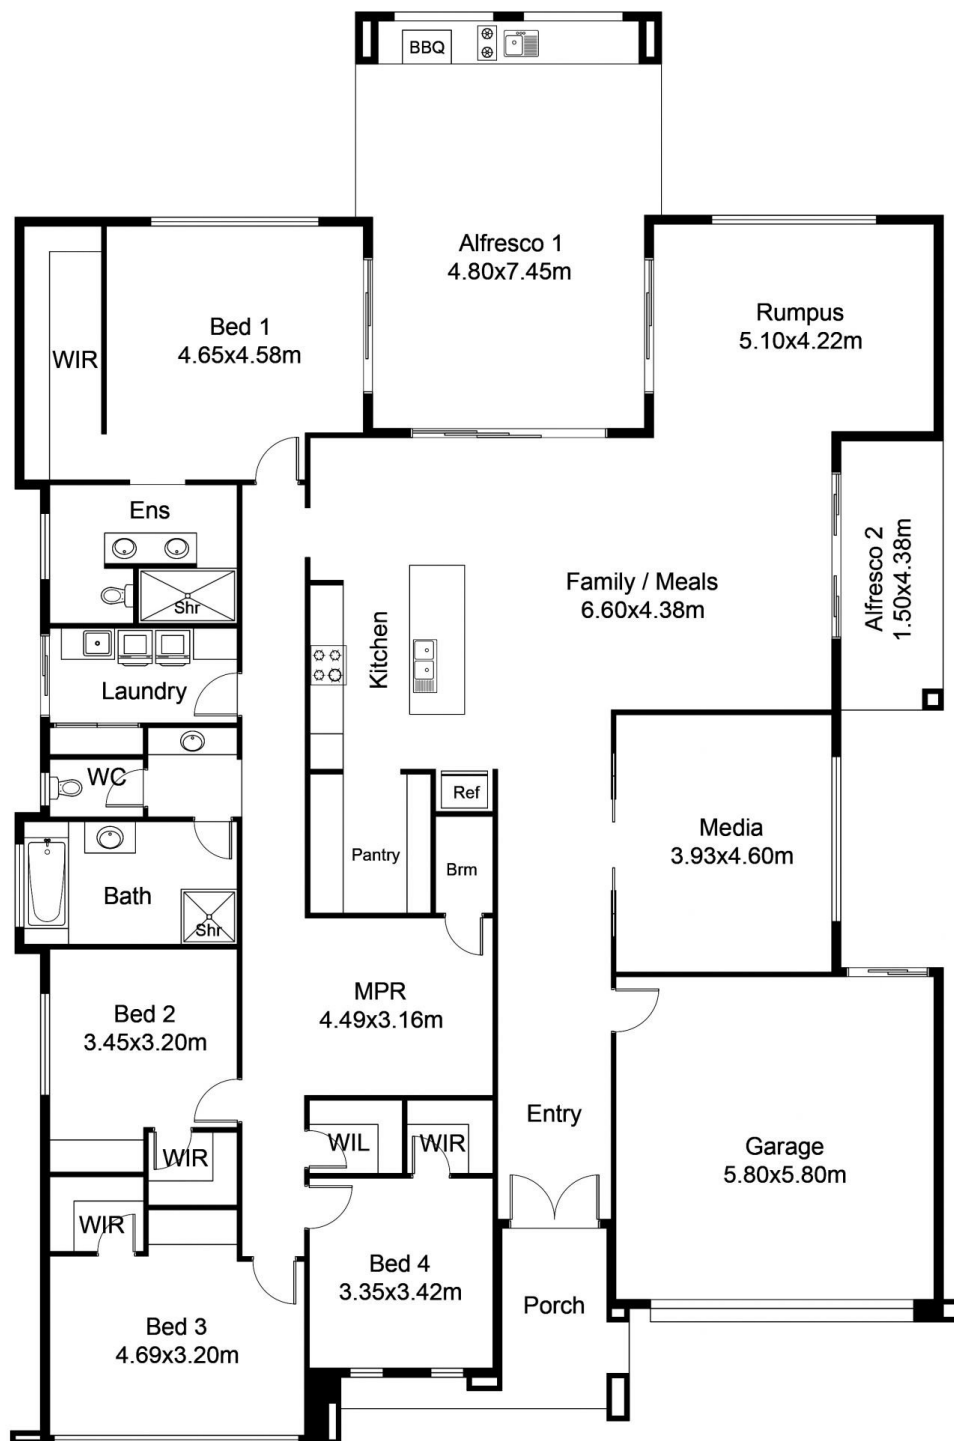 BBQ
Alfresco 1
4.80x7.45m
Rumpus
5.10x4.22m
Bed 1
4.65x4.58m
WIR
Ens
Shr
Family / Meals
6.60x4.38m
Alfresco 2
1.50x4.38m
Kitchen
Laundry
WC
Ref
Pantry
Brm
Media
3.93x4.60m
Bath
Shr
MPR
4.49x3.16m
Bed 2
3.45x3.20m
Entry
WIL
WIR
WIR
Garage
5.80x5.80m
WIR
Bed 4
3.35x3.42m
Porch
Bed 3
4.69x3.20m